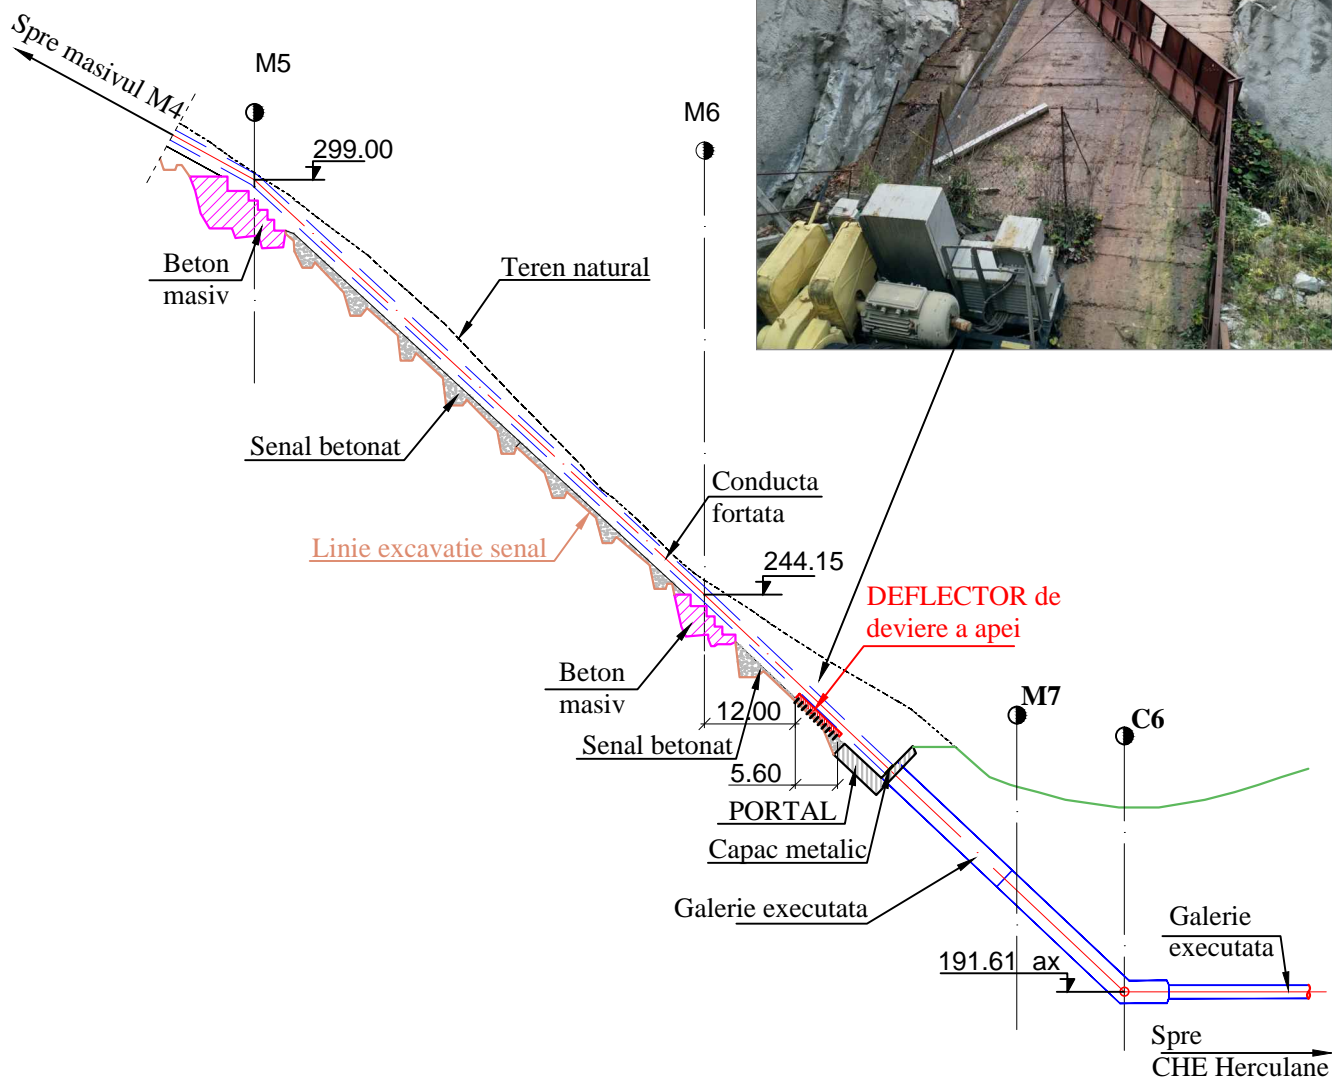 Spre masivul M4
M5
M6
299.00
Beton
masiv
Teren natural
Senal betonat
Conducta
fortata
Linie excavatie senal
244.15
DEFLECTOR de
deviere a apei
Beton
masiv
M7
C6
12.00
Senal betonat
5.60
PORTAL
Capac metalic
Galerie executata
Galerie
executata
191.61 ax
Spre
CHE Herculane